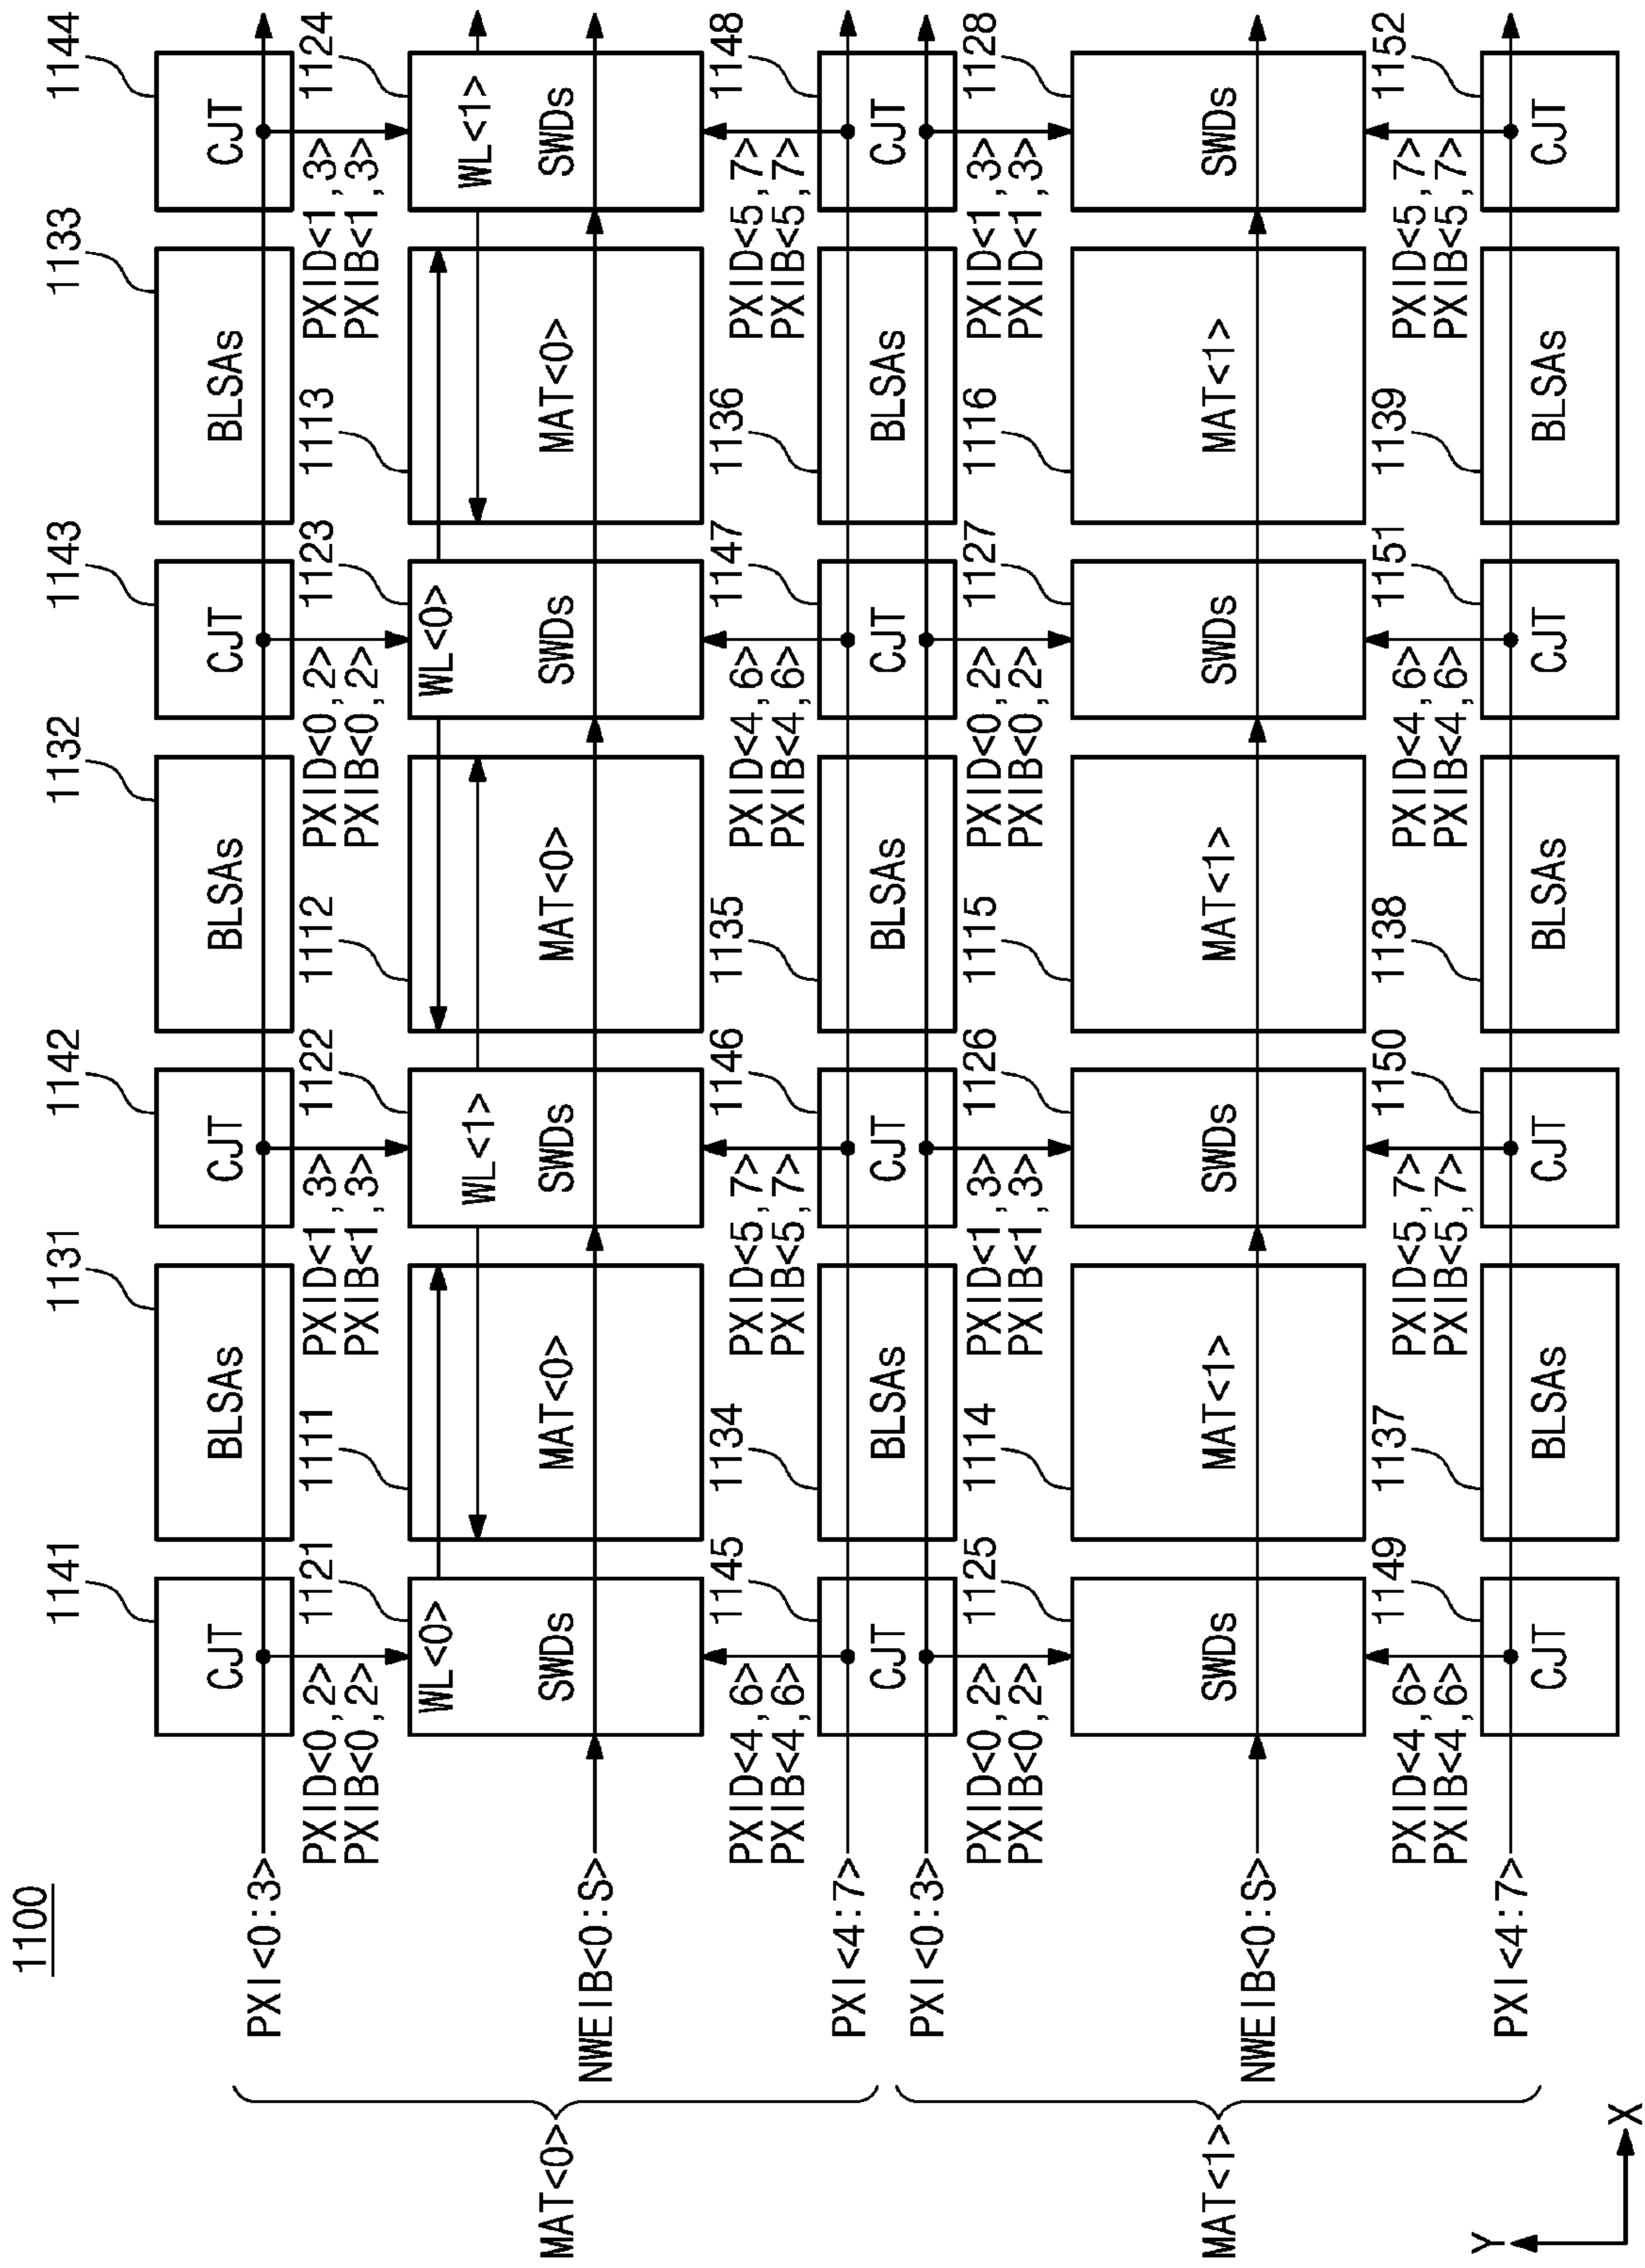 1100
1141
1131
1142
1132
1143
1133
1144
CJT
BLSAs
CJT
BLSAs
CJT
BLSAs
CJT
PXI<0:3>
PXID<0,2>
PXIB<0,2>
1121
1111
PXID<1,3>
PXIB<1,3>
1122
1112
PXID<0,2>
PXIB<0,2>
1123
1113
PXID<1,3>
PXIB<1,3>
1124
WL<0>
WL<1>
WL<0>
WL<1>
MAT<0>
SWDs
MAT<0>
SWDs
MAT<0>
SWDs
MAT<0>
SWDs
NWEIB<0:S>
PXID<4,6>
PXIB<4,6>
1145
1134
PXID<5,7>
PXIB<5,7>
1146
1135
PXID<4,6>
PXIB<4,6>
1147
1136
PXID<5,7>
PXIB<5,7>
1148
PXI<4:7>
CJT
BLSAs
CJT
BLSAs
CJT
BLSAs
CJT
PXI<0:3>
PXID<0,2>
PXIB<0,2>
1125
1114
PXID<1,3>
PXIB<1,3>
1126
1115
PXID<0,2>
PXIB<0,2>
1127
1116
PXID<1,3>
PXID<1,3>
1128
MAT<1>
SWDs
MAT<1>
SWDs
MAT<1>
SWDs
MAT<1>
SWDs
NWEIB<0:S>
PXID<4,6>
PXIB<4,6>
1149
1137
PXID<5,7>
PXIB<5,7>
1150
1138
PXID<4,6>
PXIB<4,6>
1151
1139
PXID<5,7>
PXIB<5,7>
1152
PXI<4:7>
CJT
BLSAs
CJT
BLSAs
CJT
BLSAs
CJT
Y
X